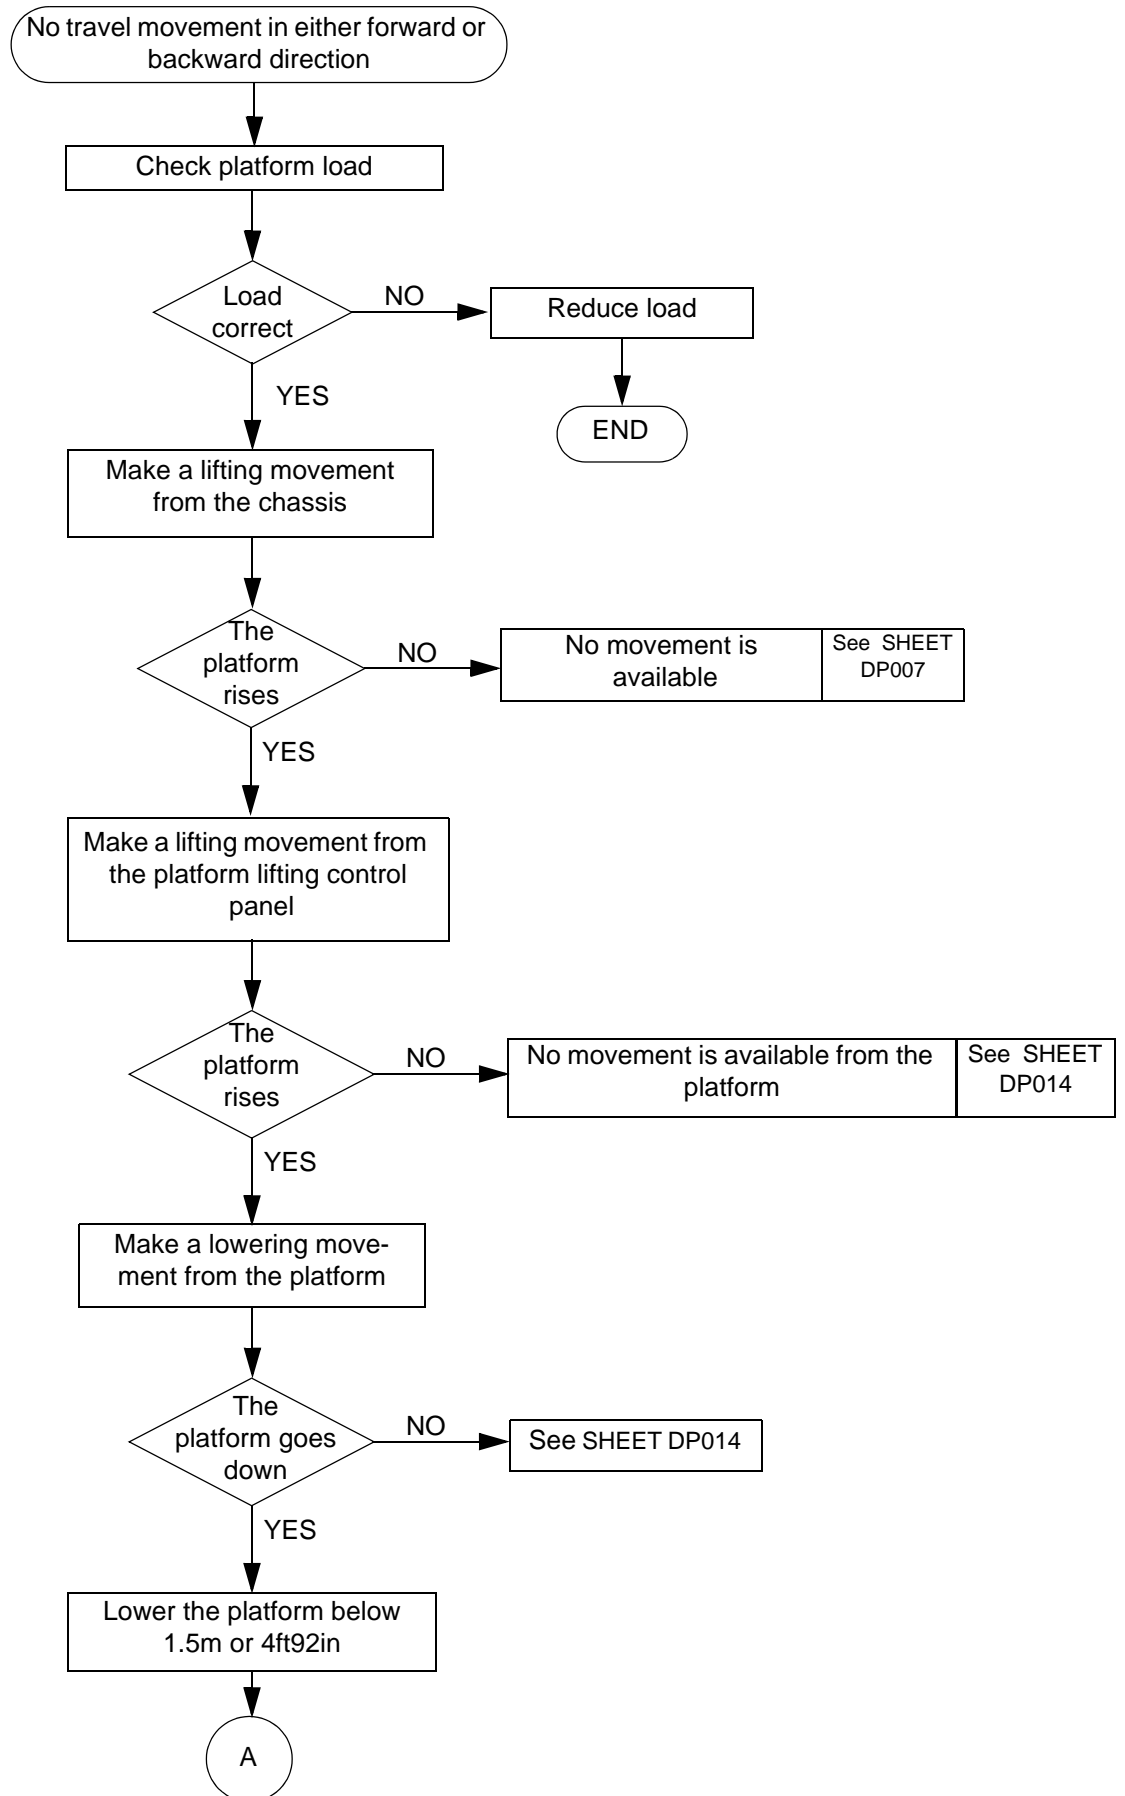 No travel movement in either forward or
backward direction
Check platform load
Load
correct
NO
Reduce load
END
YES
Make a lifting movement
from the chassis
The
platform
rises
NO
No movement is
available
See SHEET
DP007
YES
Make a lifting movement from
the platform lifting control
panel
The
platform
rises
NO
No movement is available from the
platform
See SHEET
DP014
YES
Make a lowering move-
ment from the platform
The
platform goes
down
NO
See SHEET DP014
YES
Lower the platform below
1.5m or 4ft92in
A